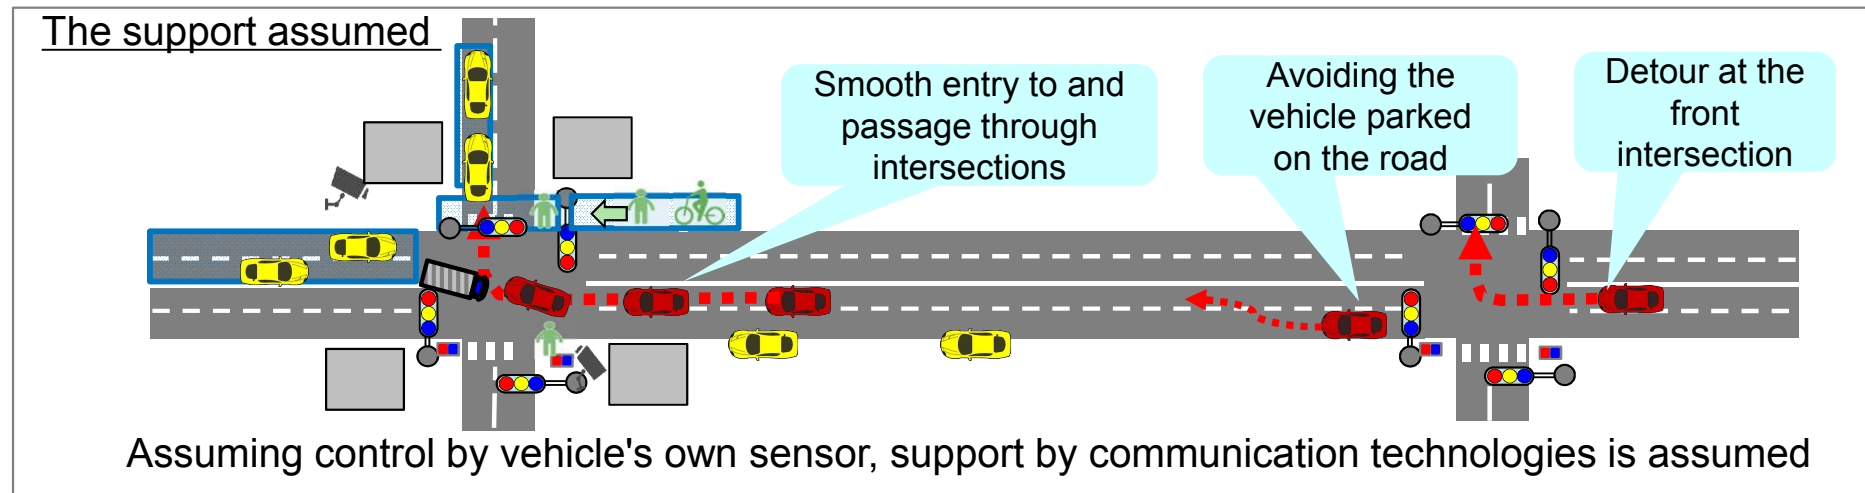 The support assumed
Smooth entry to and
passage through
intersections
Avoiding the
vehicle parked
on the road
Detour at the
front
intersection
Assuming control by vehicle's own sensor, support by communication technologies is assumed